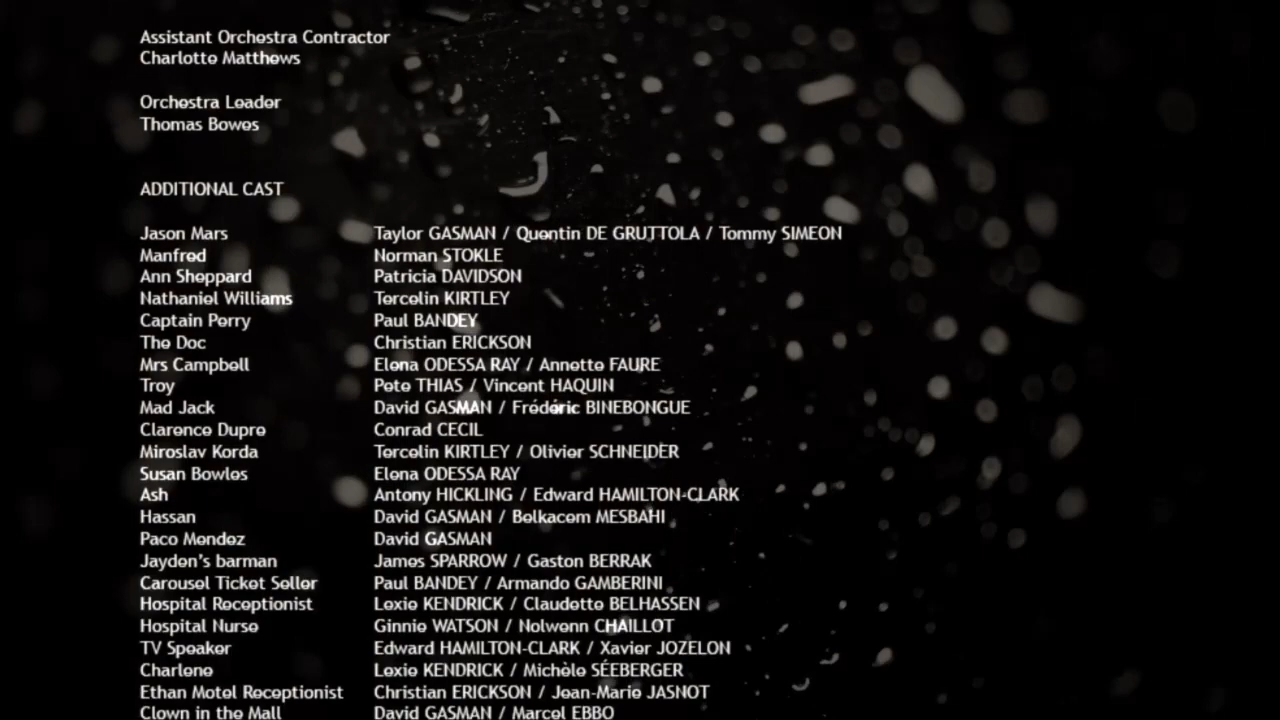 Assistant Orchestra Contractor
Charlotte Matthews
Orchestra Leader
Thomas Bowes
ADDITIONAL CAST
Jason Mars Taylor GASMAN / Quentin DE GRUTTOLA / Tommy SIMEON
Manfred Norman STOKLE
Ann Sheppard Patricia DAVIDSON
Nathaniel Williams Tercelin KIRTLEY
Captain Perry Paul BANDEY
The Doc Christian ERICKSON
Mrs Campbell Elena ODESSA RAY / Annette FAURE
Troy Pete THIAS / Vincent HAQUIN
Mad Jack David GASMAN / Frédéric BINEBONGUE
Clarence Dupre Conrad CECIL
Miroslav Korda Tercelin KIRTLEY / Olivier SCHNEIDER
Susan Bowles Elena ODESSA RAY
Ash Antony HICKLING / Edward HAMILTON-CLARK
Hassan David GASMAN / Belkacem MESBAHI
Paco Mendez David GASMAN
Jayden's barman James SPARROW / Gaston BERRAK
Carousel Ticket Seller Paul BANDEY / Armando GAMBERINI
Hospital Receptionist Lexie KENDRICK / Claudette BELHASSEN
Hospital Nurse Ginnie WATSON / Nolwenn CHAILLOT
TV Speaker Edward HAMILTON-CLARK / Xavier JOZELON
Charlene Lexie KENDRICK / Michèle SÉEBERGER
Ethan Motel Receptionist Christian ERICKSON / Jean-Marie JASNOT
Clown in the Mall David GASMAN / Marcel EBBO